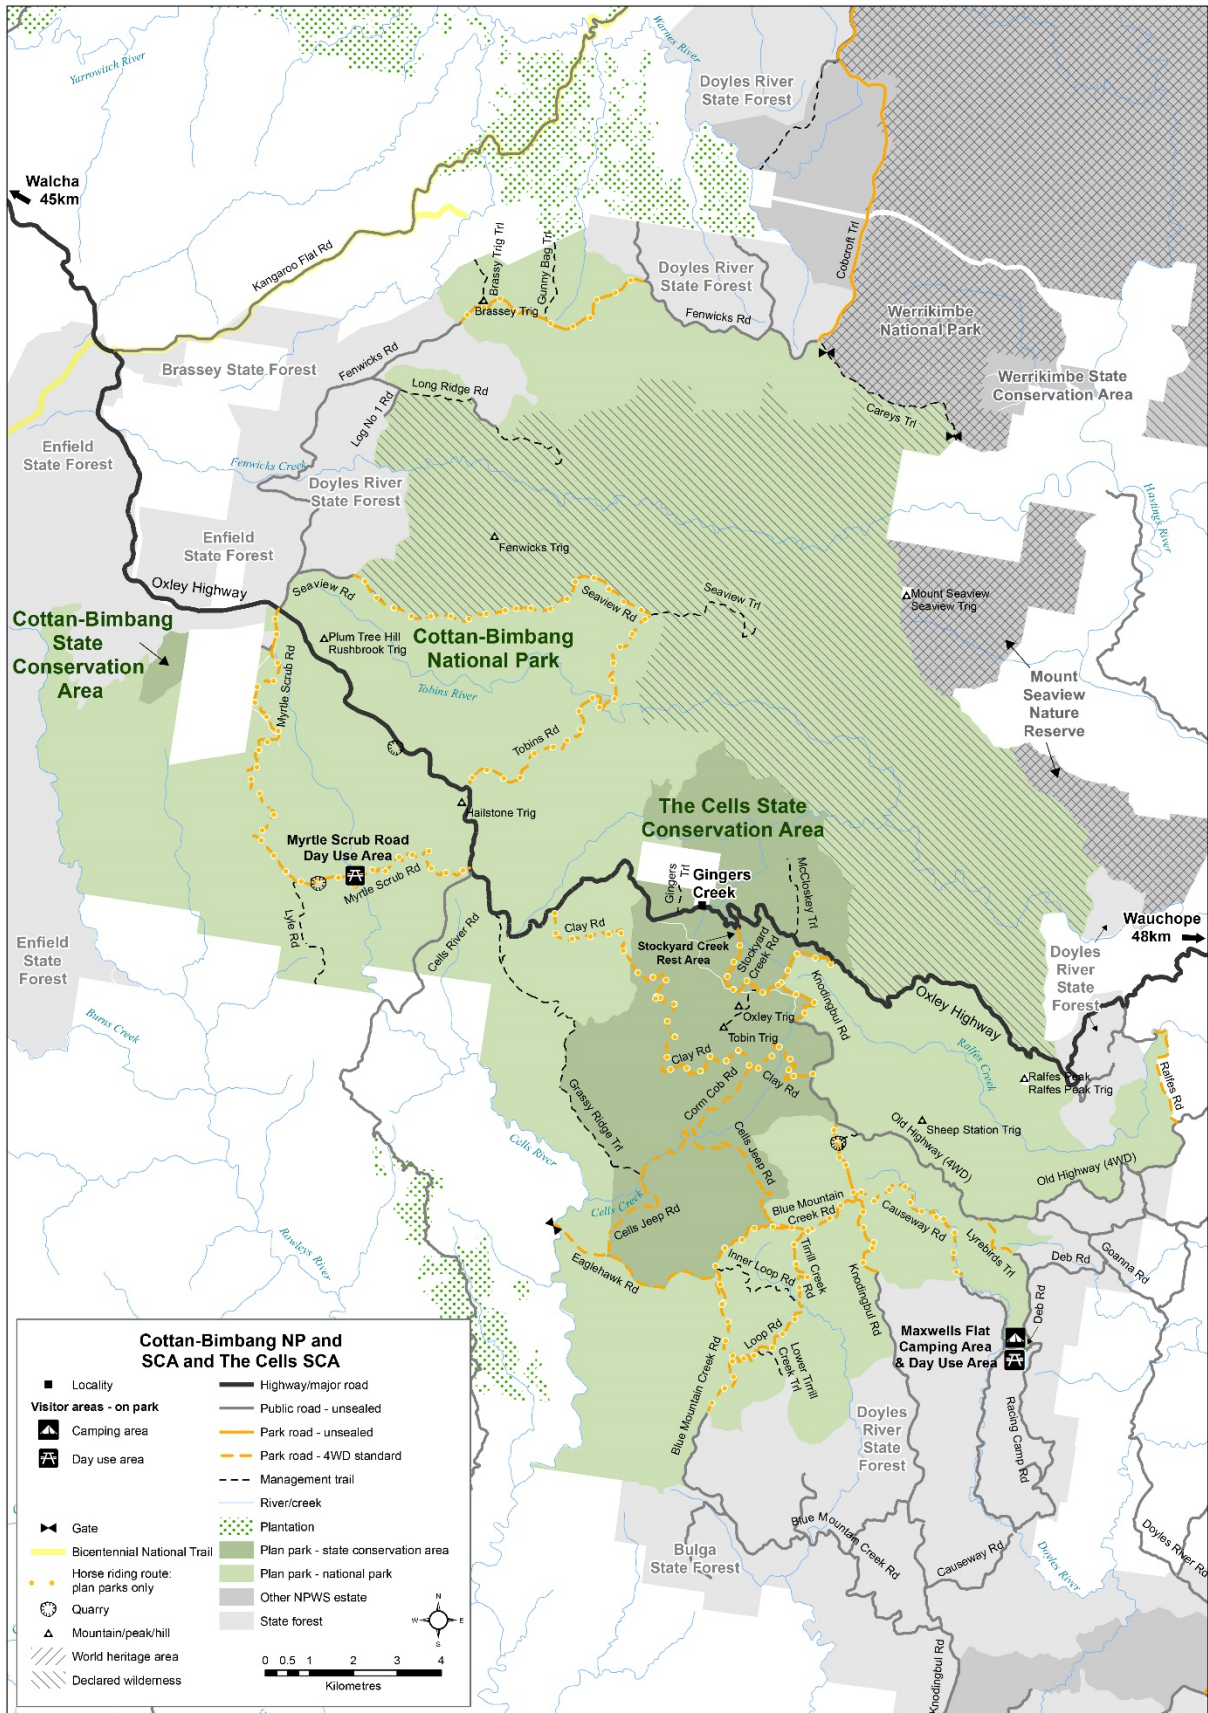 Yarrowitch River
Warnes River
Doyles River
State Forest
Walcha
45km
Kangaroo Flat Rd
Brassy Trig Trl
Gunny Bag Trl
Brassey Trig
Doyles River
State Forest
Fenwicks Rd
Cobcroft Trl
Werrikimbe
National Park
Werrikimbe State
Conservation Area
Careys Trl
Brassey State Forest
Fenwicks Rd
Long Ridge Rd
Log No 1 Rd
Enfield
State Forest
Fenwicks Creek
Doyles River
State Forest
Hastings River
Enfield
State Forest
Fenwicks Trig
Oxley Highway
Seaview Rd
Seaview Rd
Seaview Trl
Mount Seaview
Seaview Trig
Cottan-Bimbang
State
Conservation
Area
Plum Tree Hill
Rushbrook Trig
Cottan-Bimbang
National Park
Myrtle Scrub Rd
Tobins River
Mount
Seaview
Nature
Reserve
Tobins Rd
Hailstone Trig
The Cells State
Conservation Area
Myrtle Scrub Road
Day Use Area
Myrtle Scrub Rd
Gingers
Trl
Gingers
Creek
McCloskey Trl
Lyle Rd
Cells River Rd
Clay Rd
Stockyard Creek
Rest Area
Stockyard
Creek Rd
Knodingbul Rd
Wauchope
48km
Enfield
State
Forest
Doyles
River
State
Forest
Oxley Highway
Burns Creek
Oxley Trig
Tobin Trig
Ralfes Creek
Clay Rd
Clay Rd
Corn Cob Rd
Ralfes Peak
Ralfes Peak Trig
Ralfes Rd
Grassy Ridge Trl
Old Highway (4WD)
Sheep Station Trig
Cells River
Cells Jeep Rd
Old Highway (4WD)
Cells Creek
Cells Jeep Rd
Blue Mountain
Creek Rd
Causeway Rd
Lyrebirds Trl
Rowleys River
Eaglehawk Rd
Inner Loop Rd
Tirrill Creek
Rd
Knodingbul Rd
Deb Rd
Goanna Rd
Deb Rd
Maxwells Flat
Camping Area
& Day Use Area
Loop Rd
Lower Tirrill
Creek Trl
Blue Mountain Creek Rd
Doyles
River
State
Forest
Racing Camp Rd
Blue Mountain
Creek Rd
Bulga
State Forest
Causeway Rd
Doyles River
Doyles River Rd
Knodingbul Rd
Cottan-Bimbang NP and
SCA and The Cells SCA
Locality
Visitor areas - on park
Camping area
Day use area
Gate
Bicentennial National Trail
Horse riding route:
plan parks only
Quarry
Mountain/peak/hill
World heritage area
Declared wilderness
Highway/major road
Public road - unsealed
Park road - unsealed
Park road - 4WD standard
Management trail
River/creek
Plantation
Plan park - state conservation area
Plan park - national park
Other NPWS estate
State forest
N
W E
S
0 0.5 1 2 3 4
Kilometres